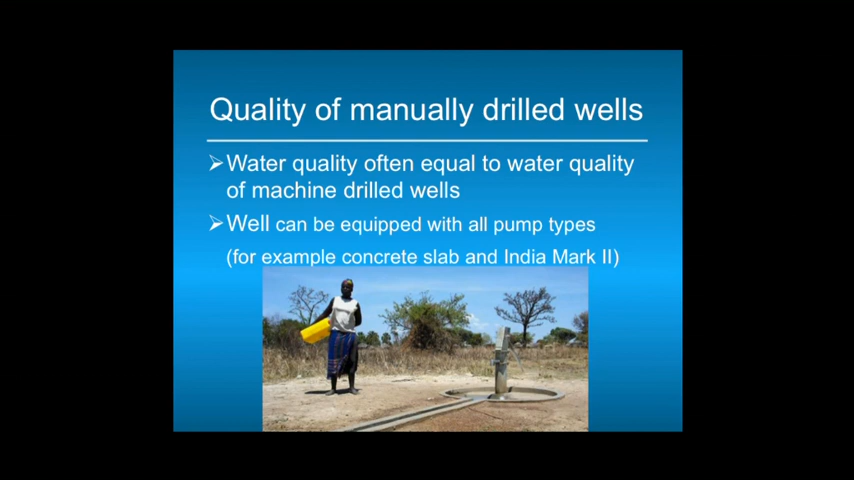 Quality of manually drilled wells
➢Water quality often equal to water quality
of machine drilled wells
➢Well can be equipped with all pump types
(for example concrete slab and India Mark II)